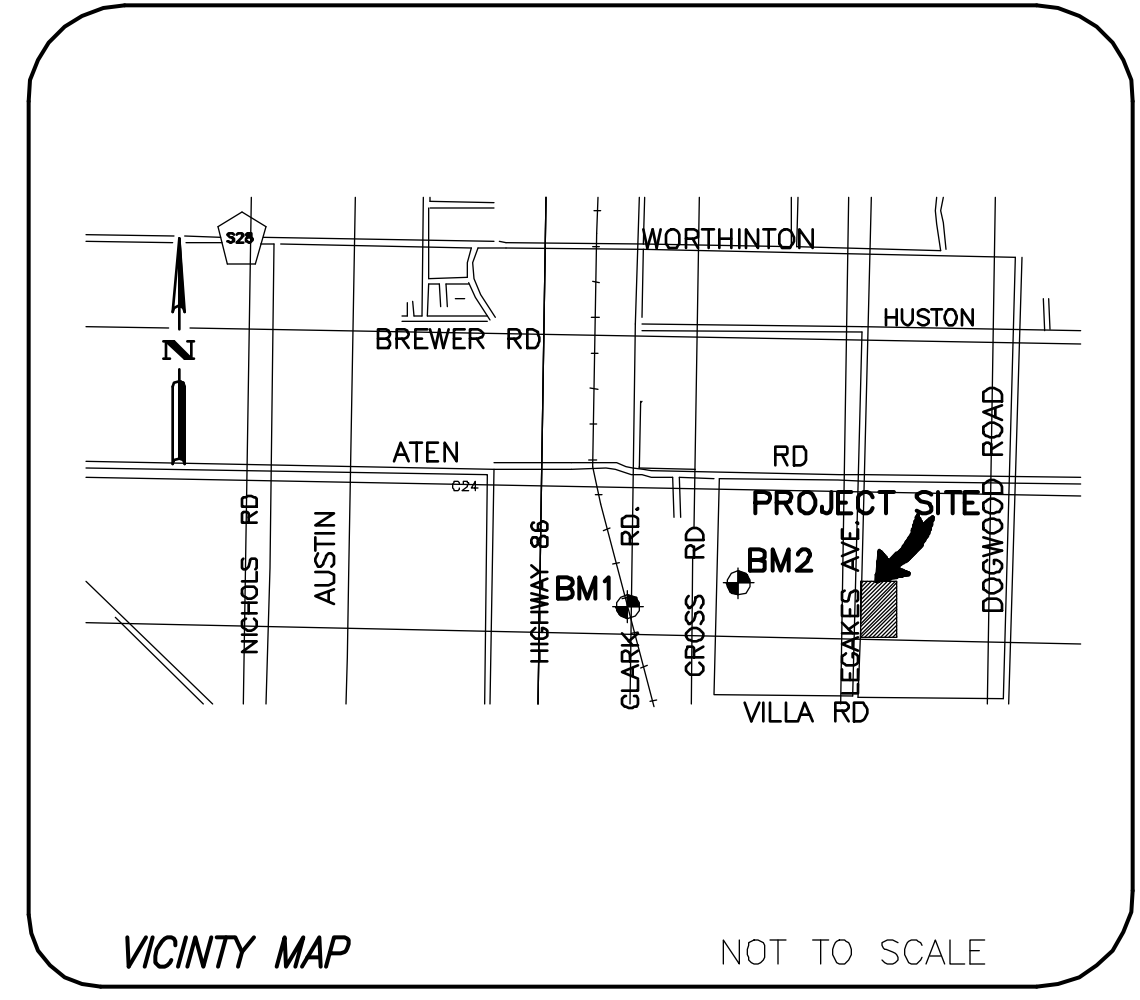 S28
WORTHINTON
HUSTON
N
BREWER RD
ATEN RD
C24
PROJECT SITE
NICHOLS RD
AUSTIN
HIGHWAY 86
CLARK RD.
CROSS RD
LEGAKES AVE.
DOGWOOD ROAD
BM1
BM2
VILLA RD
VICINTY MAP
NOT TO SCALE